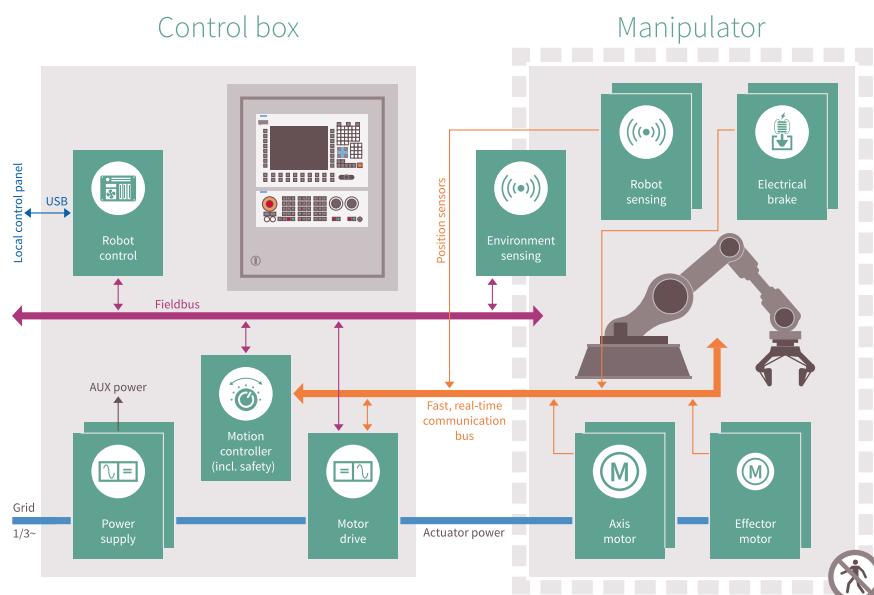 Control box
Manipulator
Local control panel
USB
Robot
control
Position sensors
Environment
sensing
Robot
sensing
Electrical
brake
Fieldbus
AUX power
Motion
controller
(incl. safety)
Fast, real-time
communication
bus
Grid
1/3~
Power
supply
Motor
drive
Actuator power
M
Axis
motor
M
Effector
motor